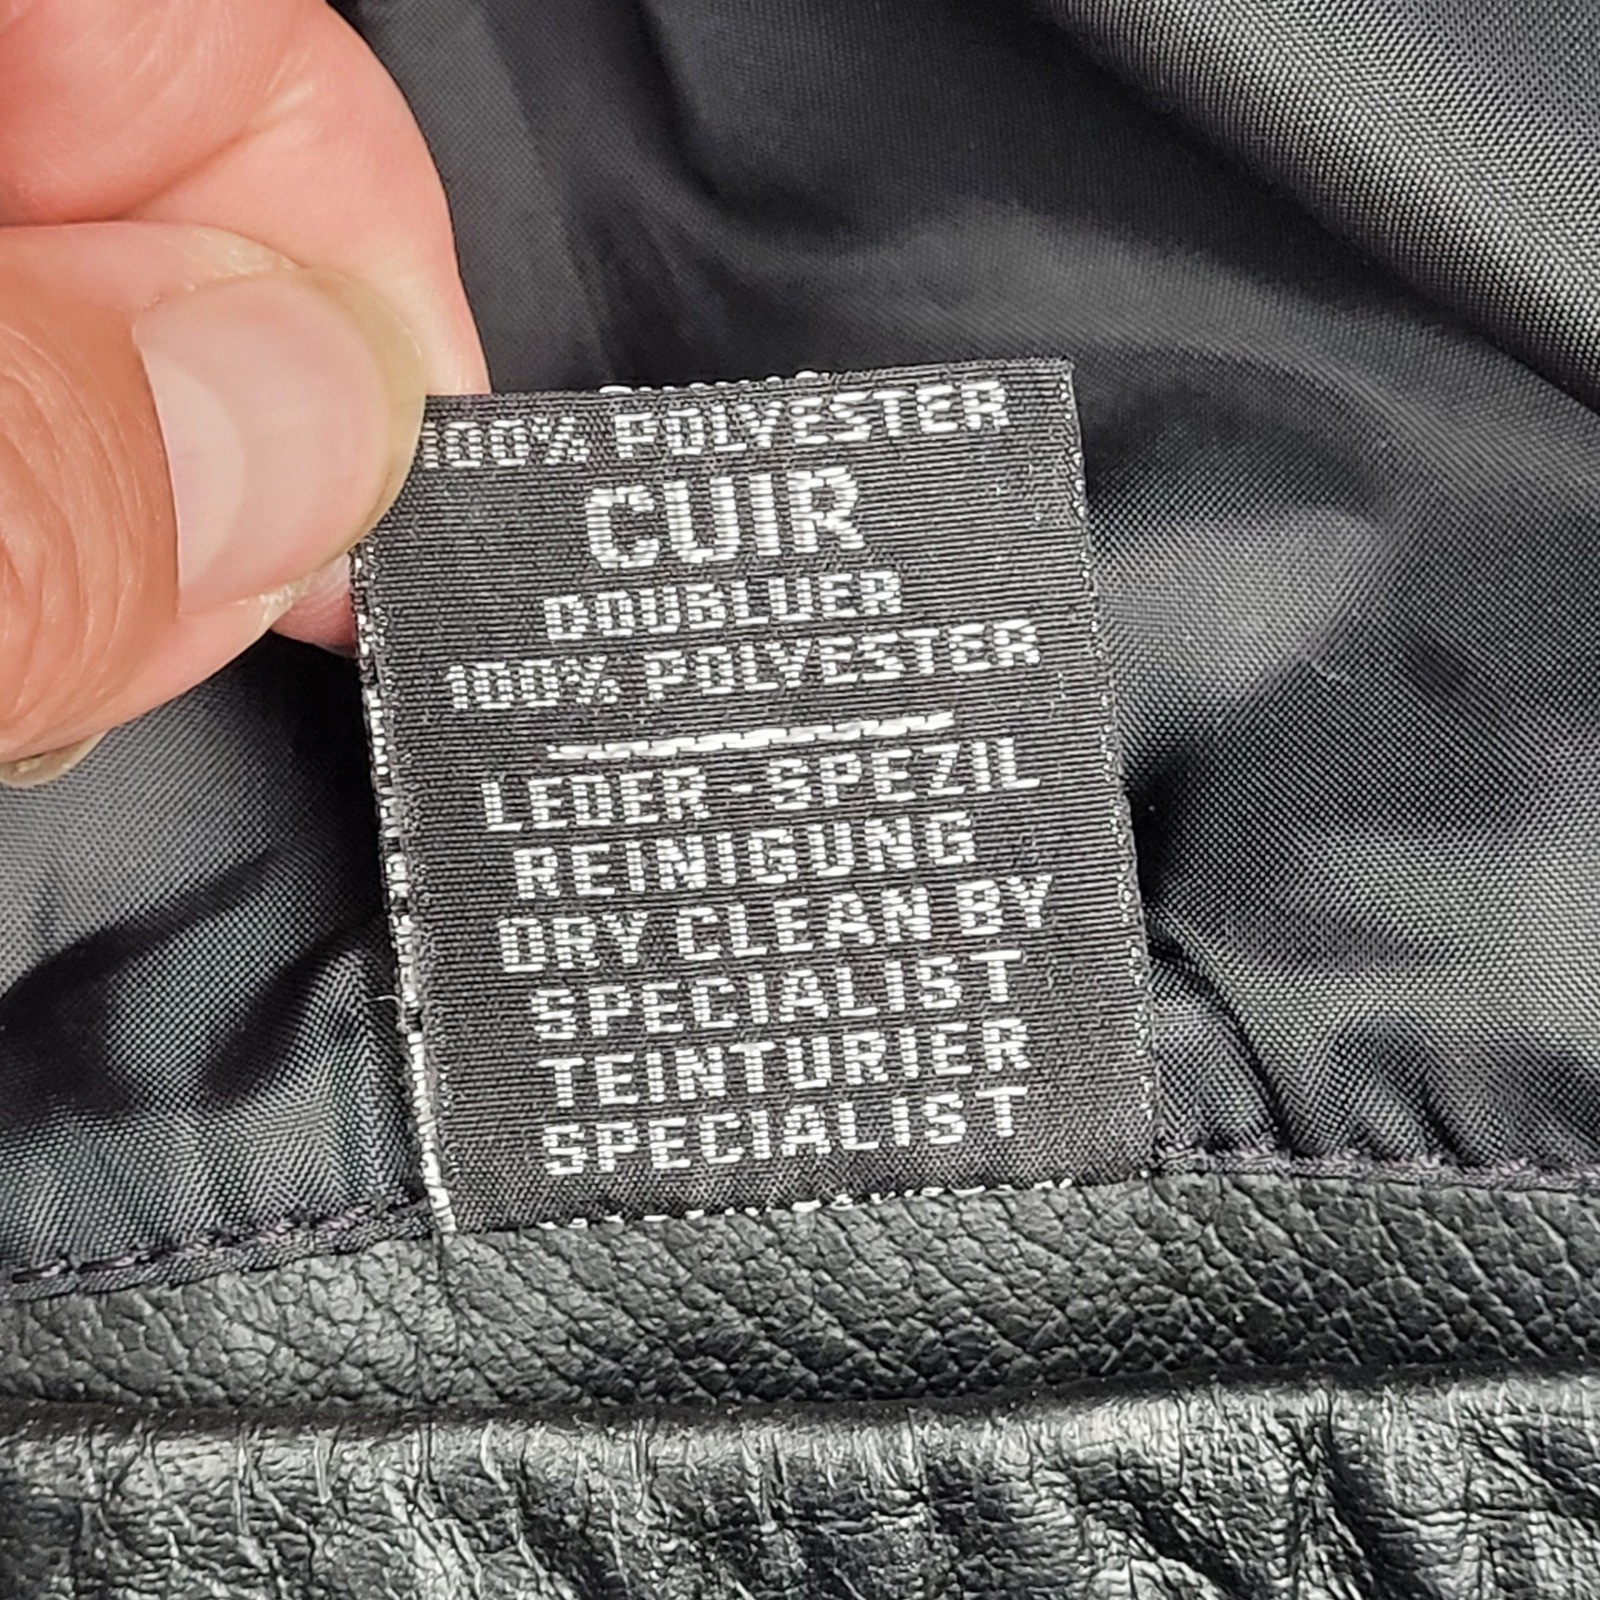 100% POLYESTER
CUIR
DOUBLUER
100% POLYESTER
LEDER-SPEZIL
REINIGUNG
DRY CLEAN BY
SPECIALIST
TEINTURIER
SPECIALIST